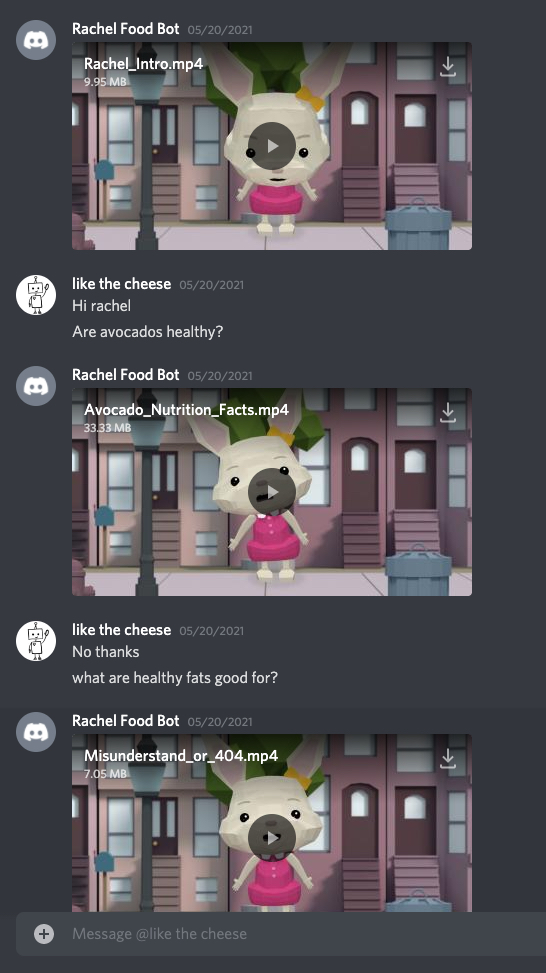 Rachel Food Bot 05/20/2021
Rachel_Intro.mp4
9.95 MB
like the cheese 05/20/2021
Hi rachel
Are avocados healthy?
Rachel Food Bot 05/20/2021
Avocado_Nutrition_Facts.mp4
33.33 MB
like the cheese 05/20/2021
No thanks
what are healthy fats good for?
Rachel Food Bot 05/20/2021
Misunderstand_or_404.mp4
7.05 MB
Message @like the cheese